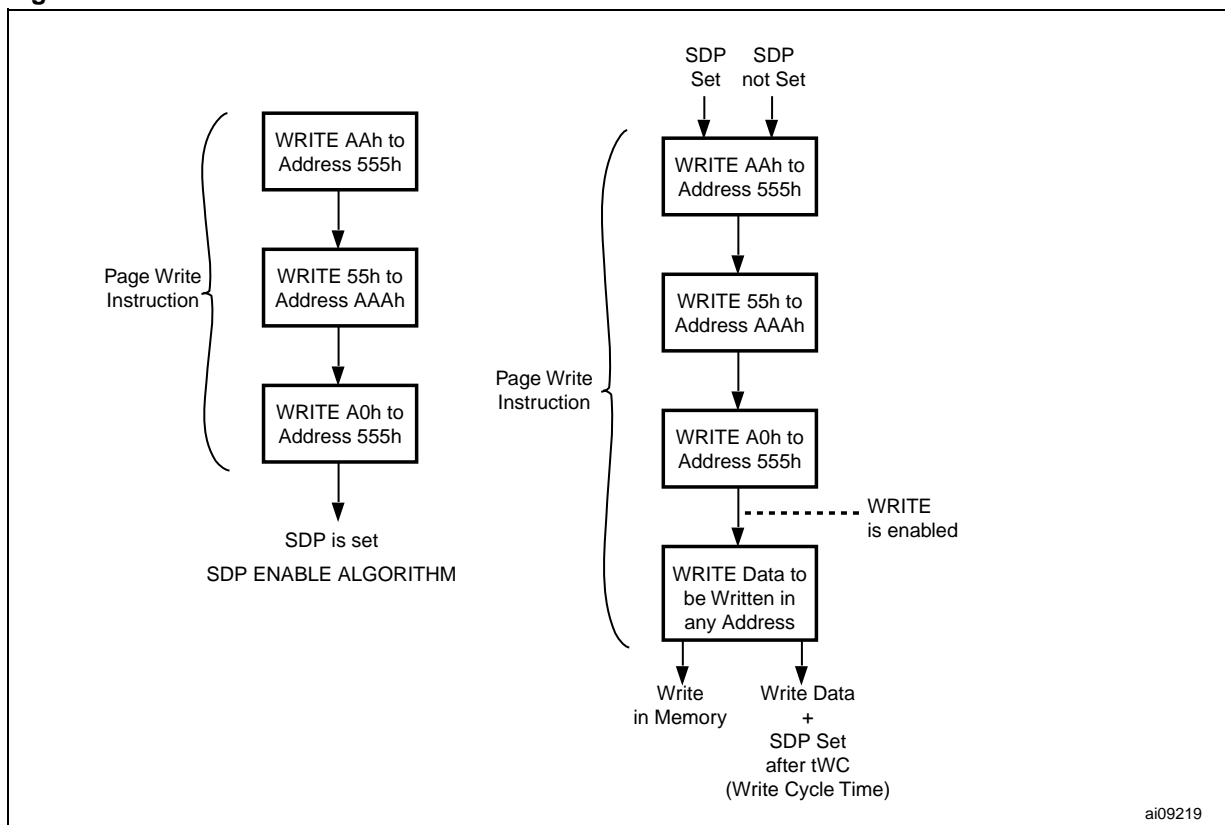 WRITE AAh to
Address 555h
WRITE 55h to
Address AAAh
Page Write
Instruction
WRITE A0h to
Address 555h
SDP is set
SDP ENABLE ALGORITHM
SDP
Set
SDP
not Set
WRITE AAh to
Address 555h
WRITE 55h to
Address AAAh
Page Write
Instruction
WRITE A0h to
Address 555h
WRITE
is enabled
WRITE Data to
be Written in
any Address
Write
in Memory
Write Data
+
SDP Set
after tWC
(Write Cycle Time)
ai09219